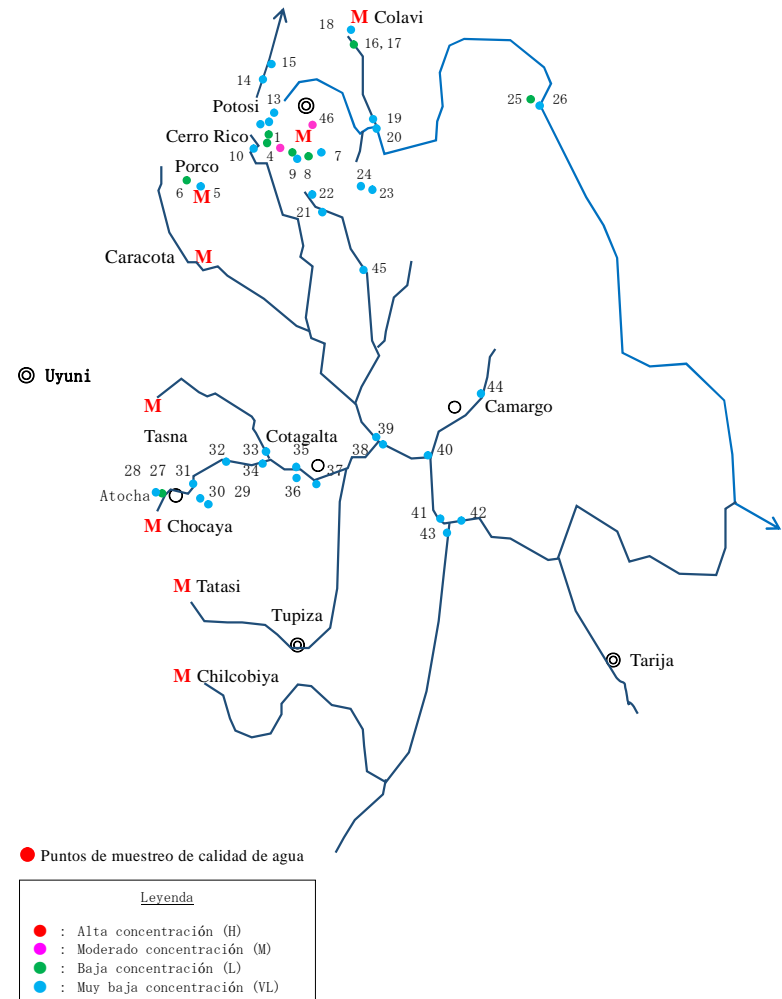 18 M Colavi
16,17
15
14
13
Potosi
46
Cerro Rico 1 M
10 4 9 8 7
19
20
25 26
Porco
6 5
M
24 23
22
21
Caracota M
45
Uyuni
M
44
Camargo
Tasna
Cotagalta
39
38 40
32 33 35
34 37
28 27 31
36
Atocha 30 29
M Chocaya
41 42
43
M Tatasi
Tupiza
M Chilcobiya
Tarija
Puntos de muestreo de calidad de agua
Leyenda
: Alta concentración (H)
: Moderado concentración (M)
: Baja concentración (L)
: Muy baja concentración (VL)